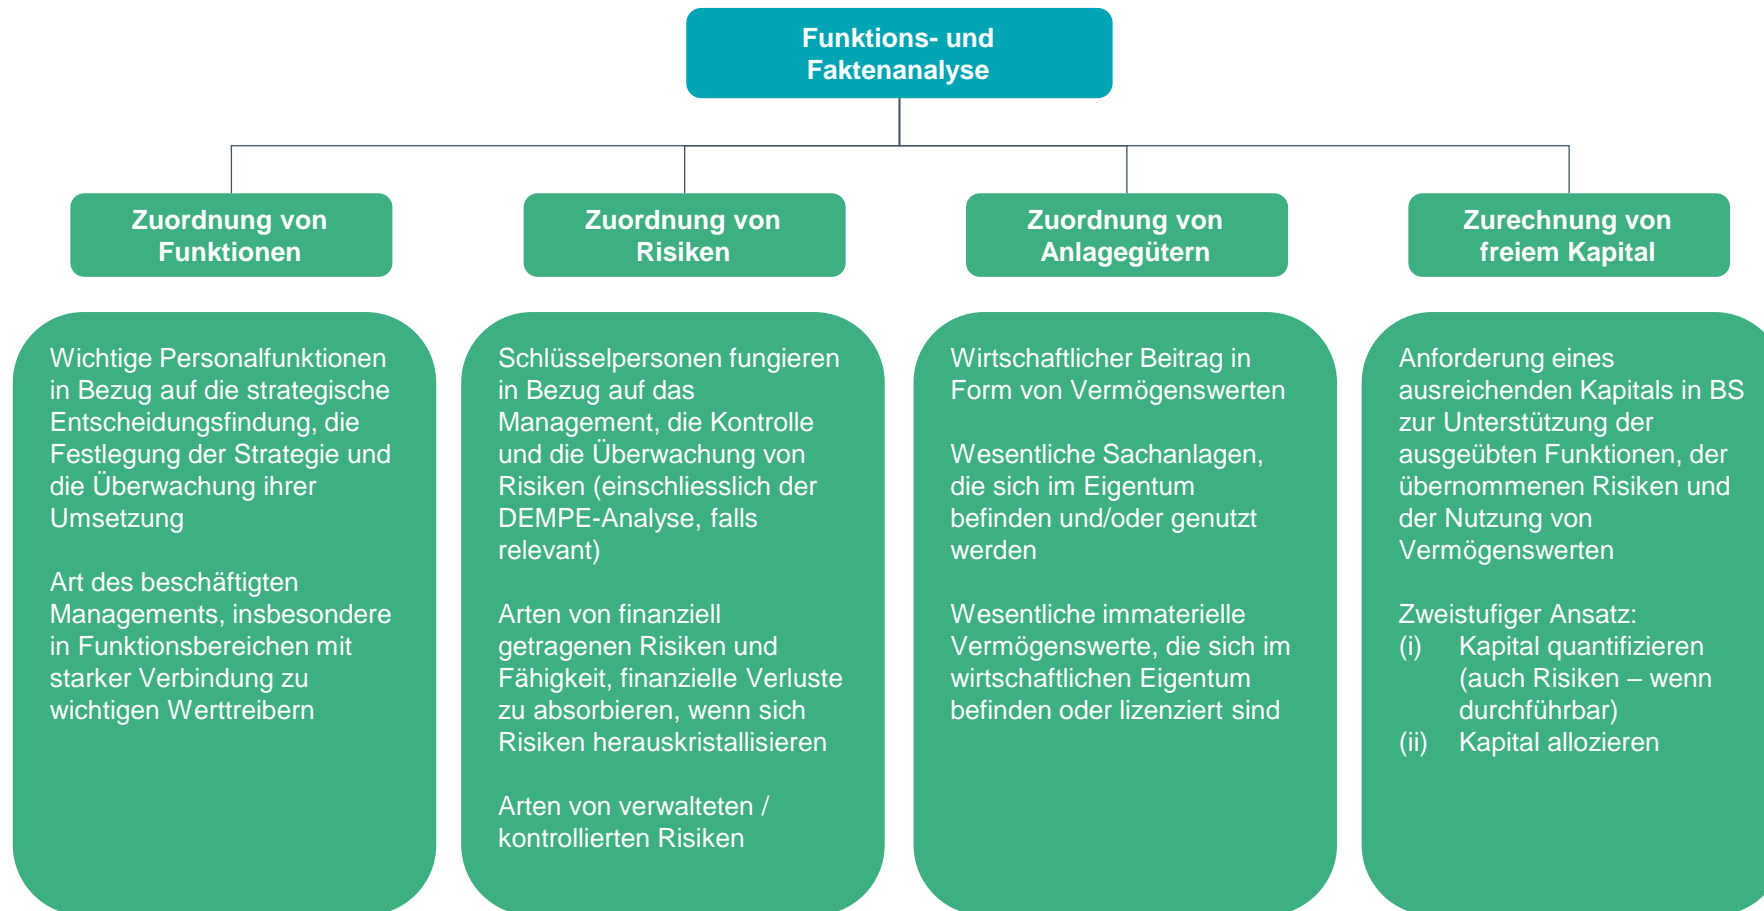 Funktions- und
Faktenanalyse
Zuordnung von
Funktionen
Zuordnung von
Risiken
Zuordnung von
Anlagegütern
Zurechnung von
freiem Kapital
Wichtige Personalfunktionen
in Bezug auf die strategische
Entscheidungsfindung, die
Festlegung der Strategie und
die Überwachung ihrer
Umsetzung
Art des beschäftigten
Managements, insbesondere
in Funktionsbereichen mit
starker Verbindung zu
wichtigen Werttreibern
Schlüsselpersonen fungieren
in Bezug auf das
Management, die Kontrolle
und die Überwachung von
Risiken (einschliesslich der
DEMPE-Analyse, falls
relevant)
Arten von finanziell
getragenen Risiken und
Fähigkeit, finanzielle Verluste
zu absorbieren, wenn sich
Risiken herauskristallisieren
Arten von verwalteten /
kontrollierten Risiken
Wirtschaftlicher Beitrag in
Form von Vermögenswerten
Wesentliche Sachanlagen,
die sich im Eigentum
befinden und/oder genutzt
werden
Wesentliche immaterielle
Vermögenswerte, die sich im
wirtschaftlichen Eigentum
befinden oder lizenziert sind
Anforderung eines
ausreichenden Kapitals in BS
zur Unterstützung der
ausgeübten Funktionen, der
übernommenen Risiken und
der Nutzung von
Vermögenswerten
Zweistufiger Ansatz:
(i) Kapital quantifizieren
(auch Risiken – wenn
durchführbar)
(ii) Kapital allozieren